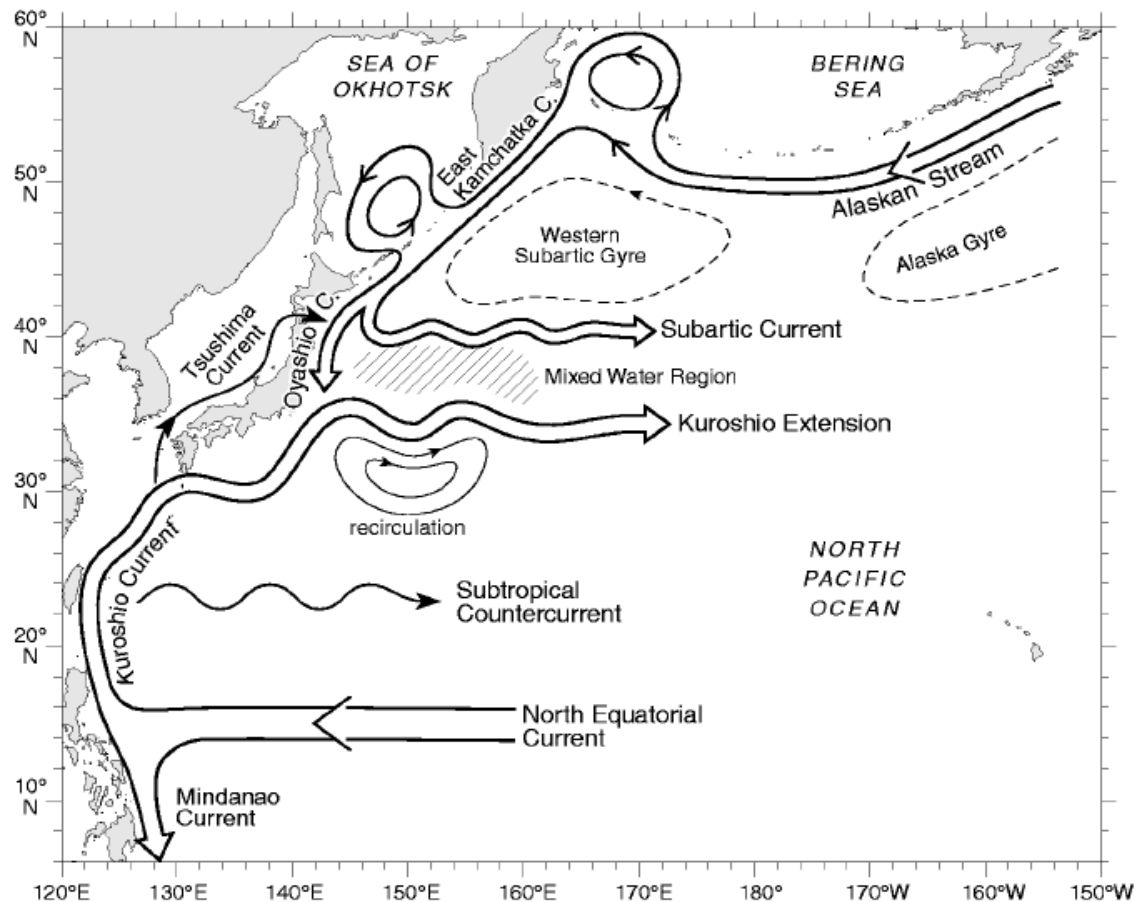 60°
N
50°
N
40°
N
30°
N
20°
N
10°
N
120°E
130°E
140°E
150°E
160°E
170°E
180°
170°W
160°W
150°W
SEA OF
OKHOTSK
BERING
SEA
East
Kamchatka C.
Alaskan Stream
Western
Subartic Gyre
Alaska Gyre
Tsushima
Current
Oyashio C.
Subartic Current
Mixed Water Region
Kuroshio Extension
recirculation
Kuroshio Current
Subtropical
Countercurrent
NORTH
PACIFIC
OCEAN
North Equatorial
Current
Mindanao
Current